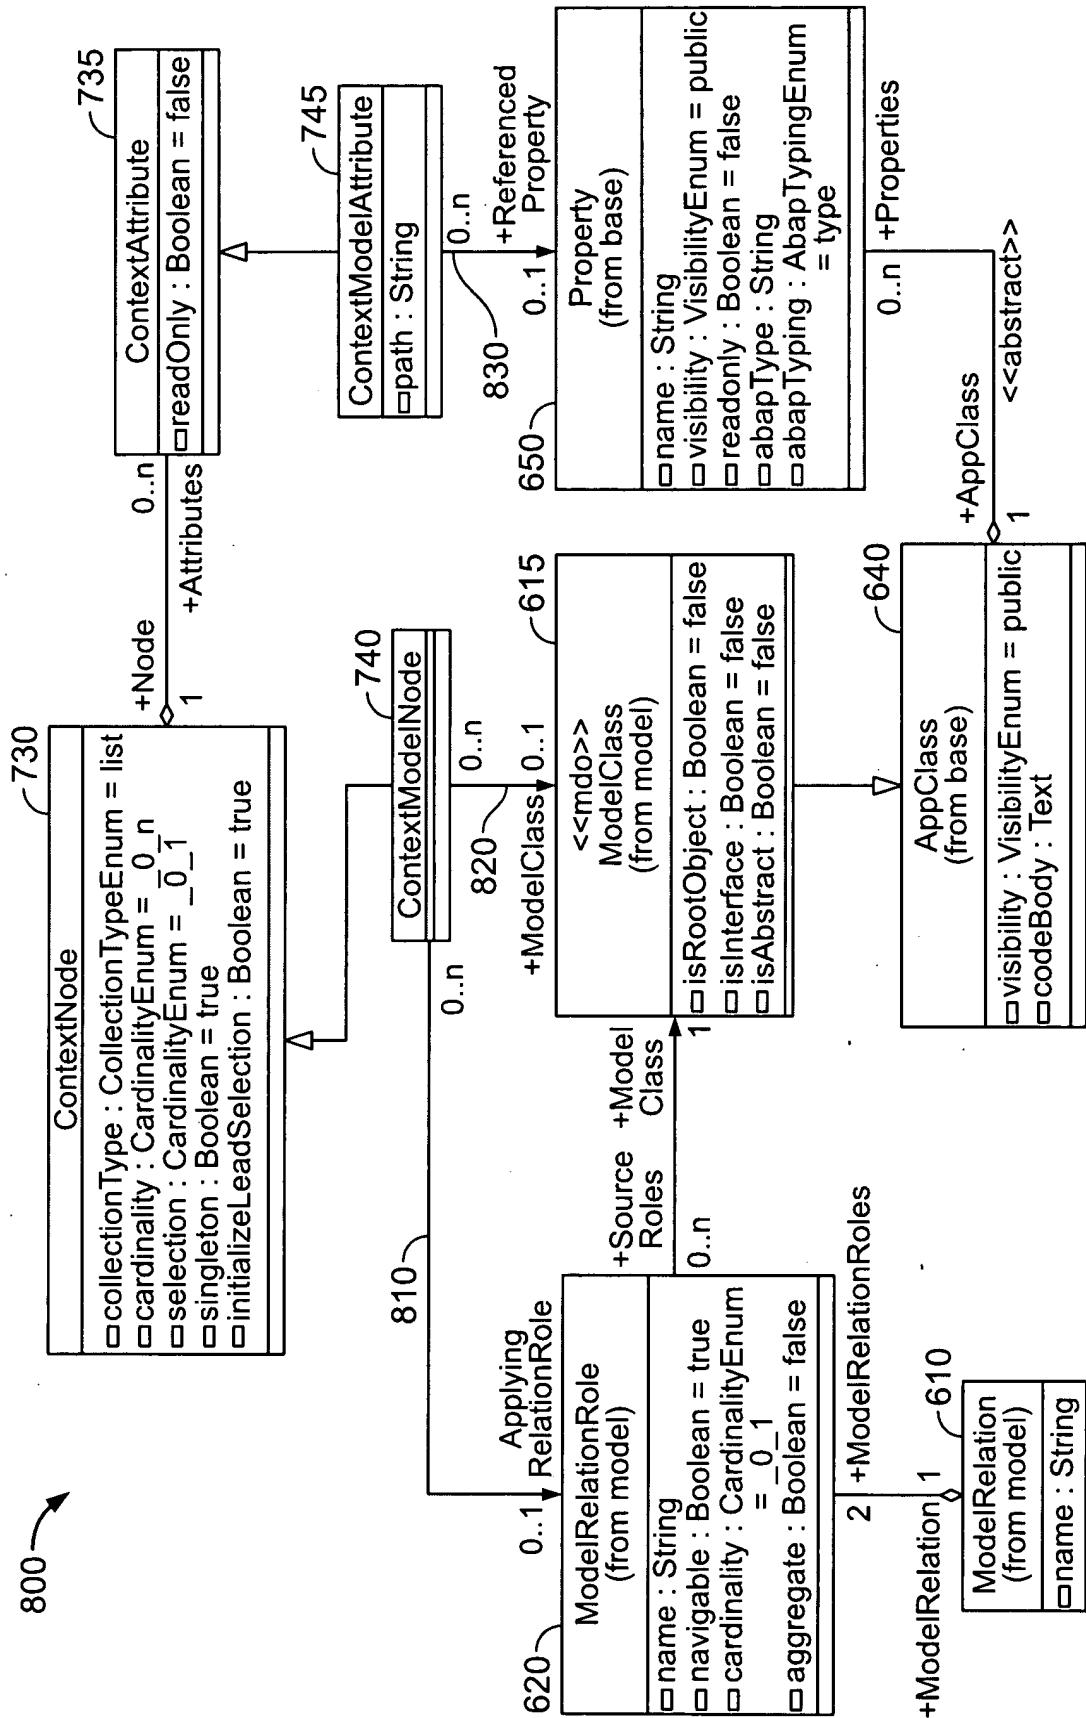 800
730
ContextNode
collectionType : CollectionTypeEnum = list
cardinality : CardinalityEnum = _0_n
selection : CardinalityEnum = _0_1
singleton : Boolean = true
initializeLeadSelection : Boolean = true
+Node
1
0..n
+Attributes
735
ContextAttribute
readOnly : Boolean = false
745
ContextModelAttribute
path : String
0..n
830
0..1
+Referenced
Property
740
ContextModelNode
0..n
810
0..n
820
+ModelClass
0..1
Applying
RelationRole
0..1
620
ModelRelationRole
(from model)
name : String
navigable : Boolean = true
cardinality : CardinalityEnum
= _0_1
aggregate : Boolean = false
+Source
Roles
0..n
+Model
Class
1
615
<<mdo>>
ModelClass
(from model)
isRootObject : Boolean = false
isInterface : Boolean = false
isAbstract : Boolean = false
650
Property
(from base)
name : String
visibility : VisibilityEnum = public
readonly : Boolean = false
abapType : String
abapTyping : AbapTypingEnum
= type
0..n
+Properties
<<abstract>>
+AppClass
1
640
AppClass
(from base)
visibility : VisibilityEnum = public
codeBody : Text
2
+ModelRelationRoles
+ModelRelation
1
610
ModelRelation
(from model)
name : String